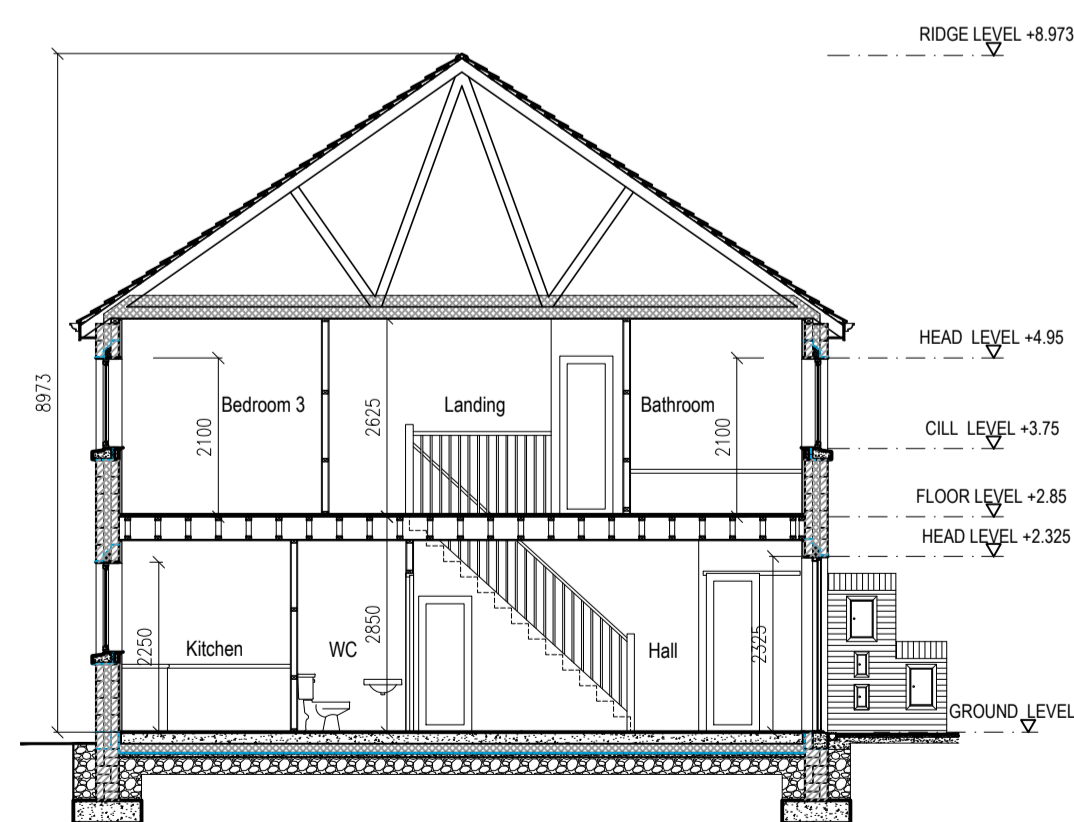 RIDGE LEVEL +8.973
HEAD LEVEL +4.95
8973
Bedroom 3
2625
Landing
Bathroom
2100
2100
CILL LEVEL +3.75
FLOOR LEVEL +2.85
HEAD LEVEL +2.325
2250
Kitchen
WC
2850
Hall
2325
GROUND LEVEL